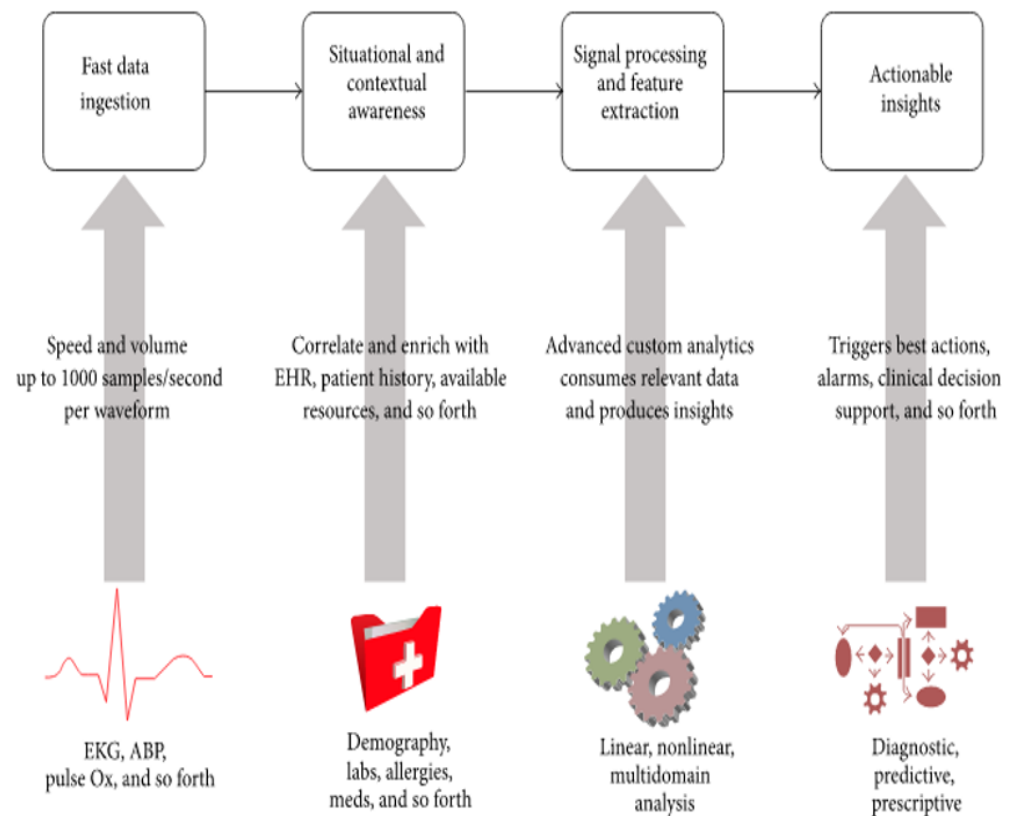 Fast data
ingestion
Situational and
contextual
awareness
Signal processing
and feature
extraction
Actionable
insights
Speed and volume
up to 1000 samples/second
per waveform
Correlate and enrich with
EHR, patient history, available
resources, and so forth
Advanced custom analytics
consumes relevant data
and produces insights
Triggers best actions,
alarms, clinical decision
support, and so forth
EKG, ABP,
pulse Ox, and so forth
Demography,
labs, allergies,
meds, and so forth
Linear, nonlinear,
multidomain
analysis
Diagnostic,
predictive,
prescriptive